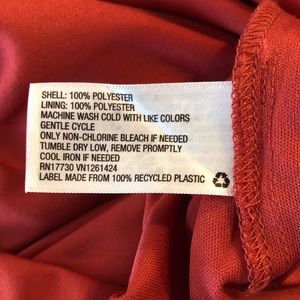 SHELL: 100% POLYESTER
LINING: 100% POLYESTER
MACHINE WASH COLD WITH LIKE COLORS
GENTLE CYCLE
ONLY NON-CHLORINE BLEACH IF NEEDED
TUMBLE DRY LOW, REMOVE PROMPTLY
COOL IRON IF NEEDED
RN17730 VN1261424
LABEL MADE FROM 100% RECYCLED PLASTIC